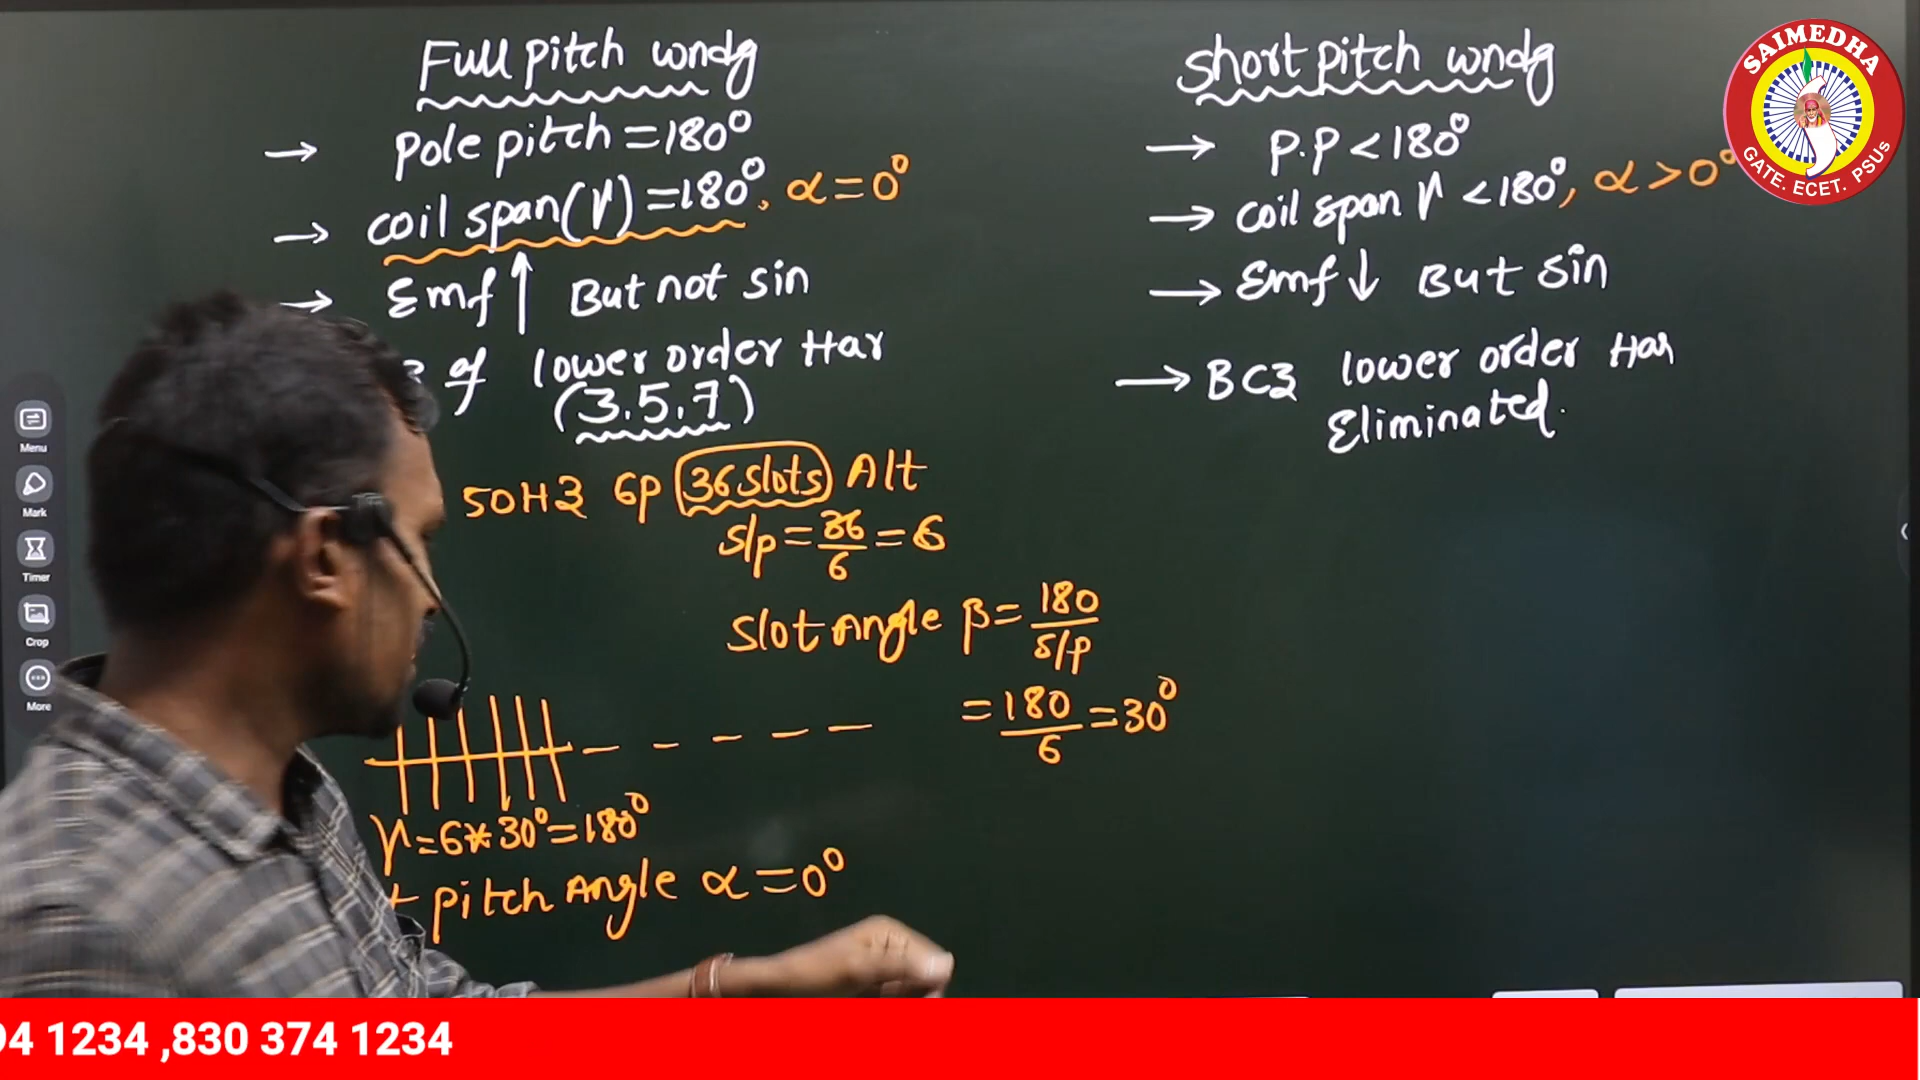 Full pitch wndg
→ Pole pitch = 180°
→ coil span(γ) = 180°, α = 0°
→ Emf ↑ But not sin
of lower order Har
(3.5.7)
50Hz 6p 36 slots Alt
s/p = 36/6 = 6
slot Angle β = 180/s/p
= 180/6 = 30°
γ = 6*30° = 180°
pitch Angle α = 0°
short pitch wndg
→ P.P < 180°
→ coil span γ < 180°, α > 0°
→ Emf ↓ But sin
→ BCz lower order Har
Eliminated.
SAIMEDHA
GATE. ECET. PSUs
Menu
Mark
Timer
Crop
More
94 1234 ,830 374 1234